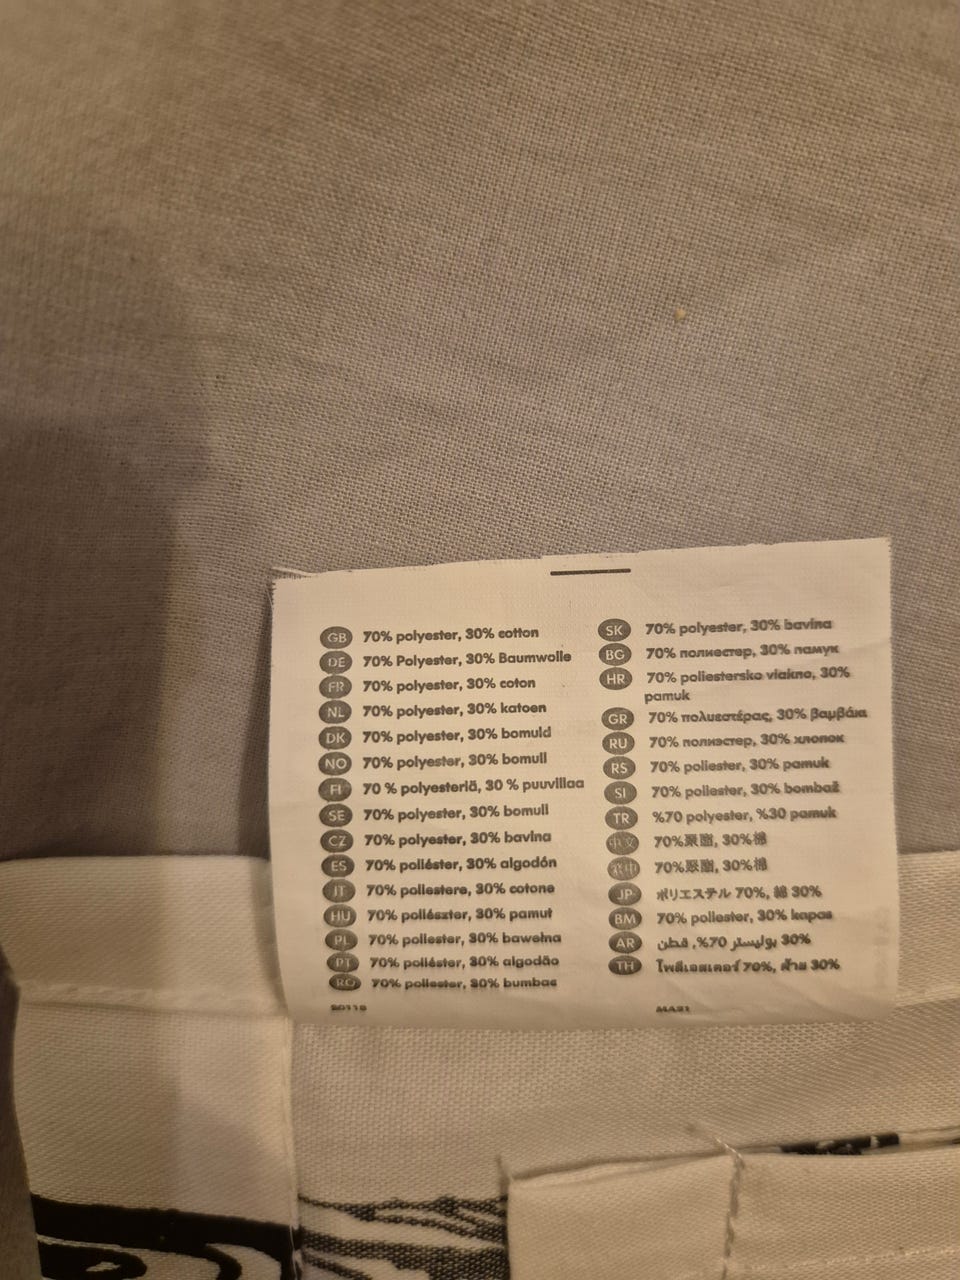 GB 70% polyester, 30% cotton
DE 70% Polyester, 30% Baumwolle
FR 70% polyester, 30% coton
NL 70% polyester, 30% katoen
DK 70% polyester, 30% bomuld
NO 70% polyester, 30% bomull
FI 70 % polyesteriä, 30 % puuvillaa
SE 70% polyester, 30% bomull
CZ 70% polyester, 30% bavlna
ES 70% poliéster, 30% algodón
IT 70% poliestere, 30% cotone
HU 70% poliészter, 30% pamut
PL 70% poliester, 30% bawełna
PT 70% poliéster, 30% algodão
RO 70% poliester, 30% bumbac
SK 70% polyester, 30% bavlna
BG 70% полиестер, 30% памук
HR 70% poliestersko vlakno, 30%
pamuk
GR 70% πολυεστέρας, 30% βαμβάκι
RU 70% полиэстер, 30% хлопок
RS 70% poliester, 30% pamuk
SI 70% poliester, 30% bombaž
TR %70 polyester, %30 pamuk
中文 70%聚脂, 30%棉
70%聚脂, 30%棉
JP ポリエステル 70%, 綿 30%
BM 70% poliester, 30% kapas
AR 30% بوليستر 70%, قطن
TH โพลีเอสเตอร์ 70%, ฝ้าย 30%